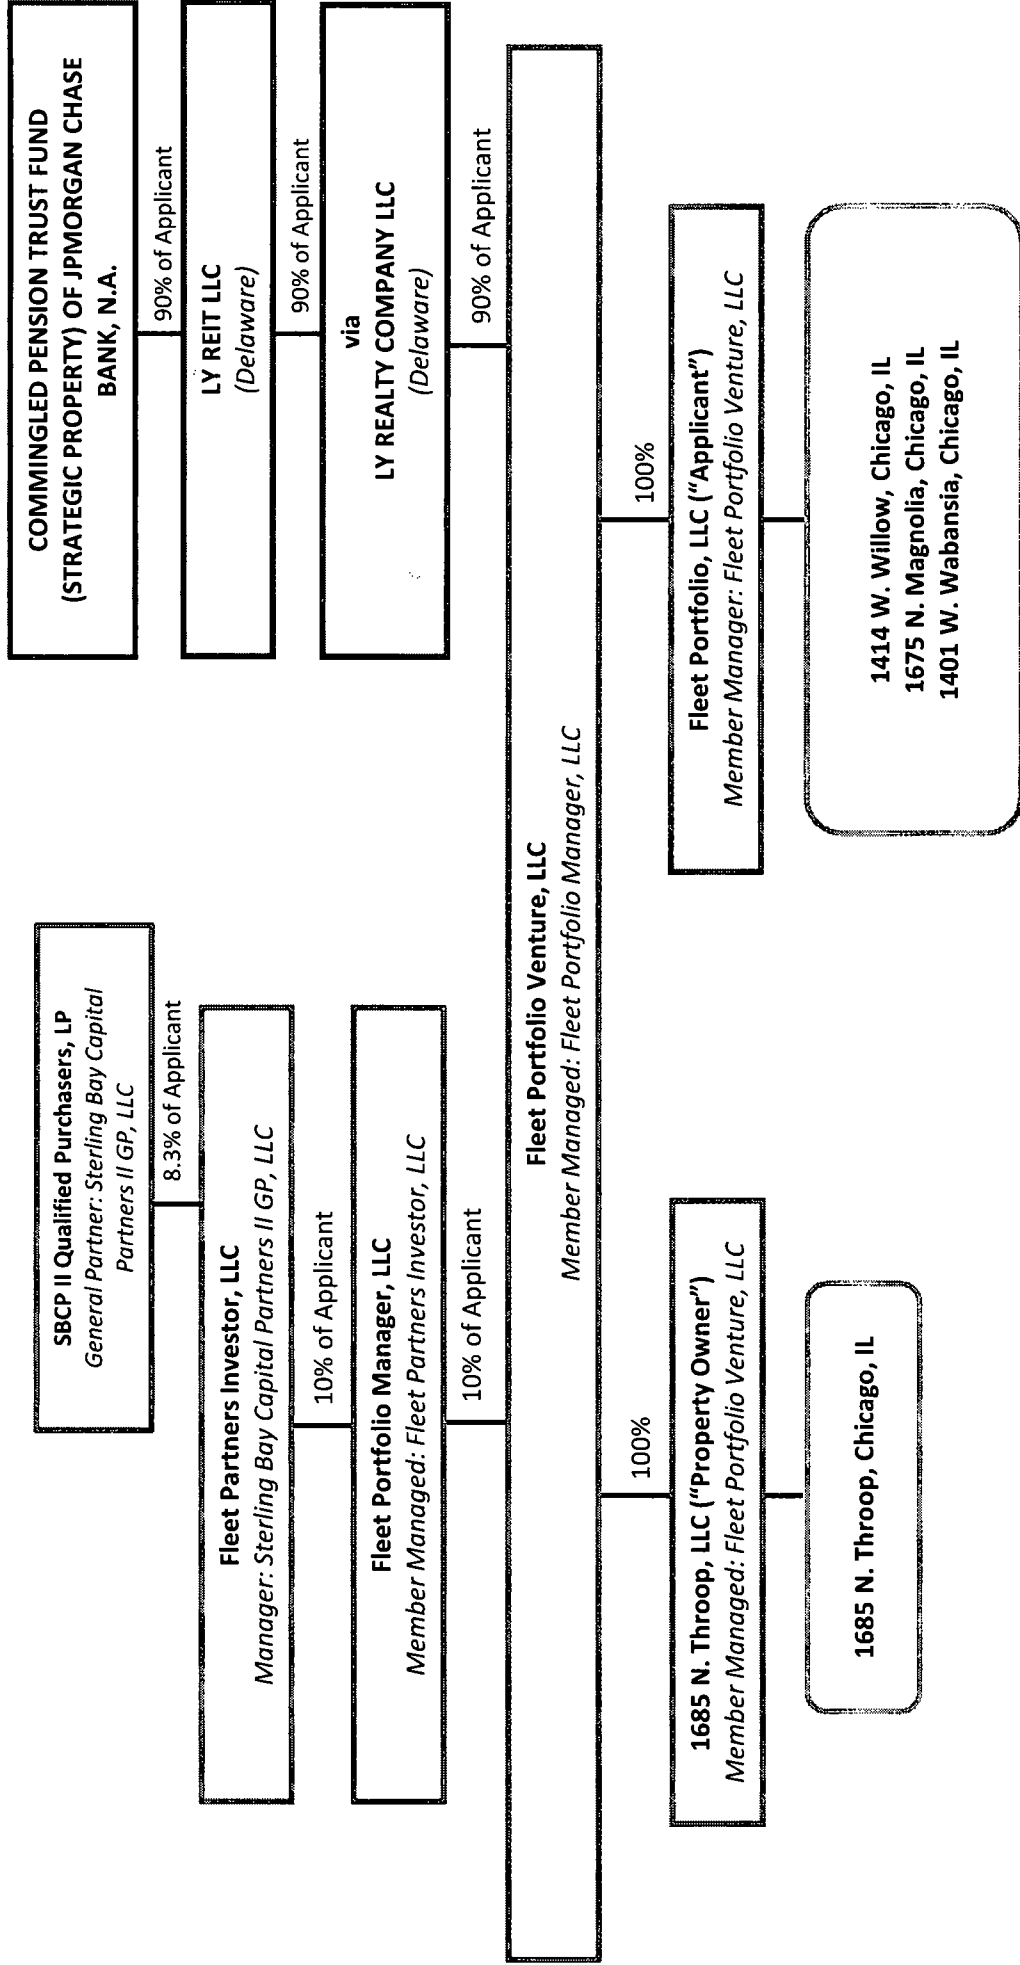 SBCP II Qualified Purchasers, LP
General Partner: Sterling Bay Capital
Partners II GP, LLC
8.3% of Applicant
Fleet Partners Investor, LLC
Manager: Sterling Bay Capital Partners II GP, LLC
10% of Applicant
Fleet Portfolio Manager, LLC
Member Managed: Fleet Partners Investor, LLC
10% of Applicant
COMMINGLED PENSION TRUST FUND
(STRATEGIC PROPERTY) OF JPMORGAN CHASE
BANK, N.A.
90% of Applicant
LY REIT LLC
(Delaware)
90% of Applicant
via
LY REALTY COMPANY LLC
(Delaware)
90% of Applicant
Fleet Portfolio Venture, LLC
Member Managed: Fleet Portfolio Manager, LLC
100%
1685 N. Throop, LLC (“Property Owner”)
Member Managed: Fleet Portfolio Venture, LLC
1685 N. Throop, Chicago, IL
100%
Fleet Portfolio, LLC (“Applicant”)
Member Manager: Fleet Portfolio Venture, LLC
1414 W. Willow, Chicago, IL
1675 N. Magnolia, Chicago, IL
1401 W. Wabansia, Chicago, IL